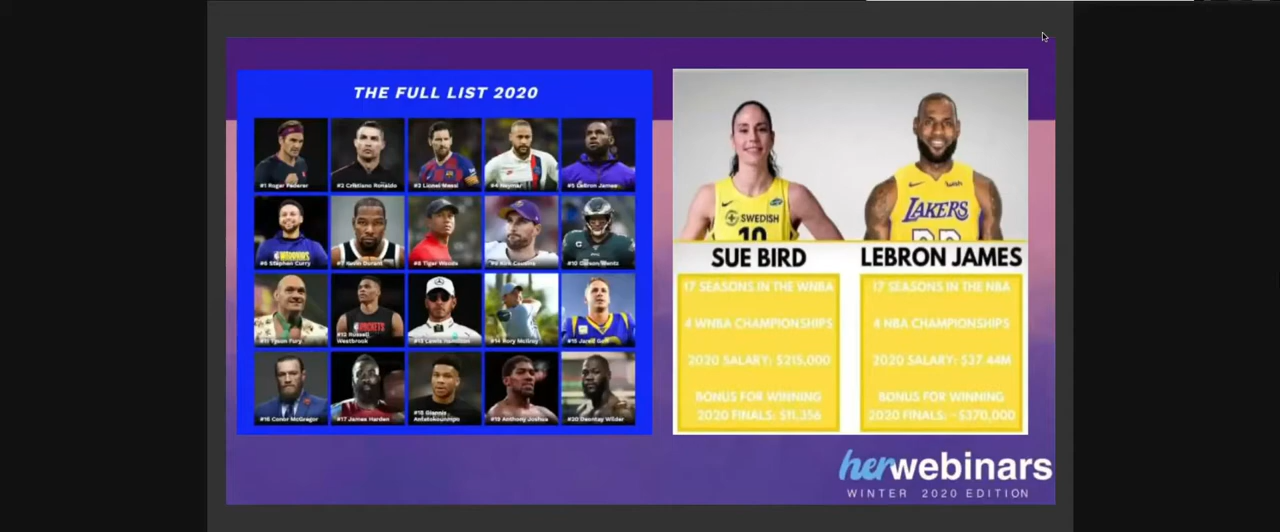 THE FULL LIST 2020
#1 Roger Federer
#2 Cristiano Ronaldo
#3 Lionel Messi
#4 Neymar
#5 LeBron James
#6 Stephen Curry
#7 Kevin Durant
#8 Tiger Woods
#9 Kirk Cousins
#10 Carson Wentz
#11 Tyson Fury
#12 Russell
Westbrook
#13 Lewis Hamilton
#14 Rory McIlroy
#15 Jared Goff
#16 Conor McGregor
#17 James Harden
#18 Giannis
Antetokounmpo
#19 Anthony Joshua
#20 Deontay Wilder
SWEDISH
10
LAKERS
wish
SUE BIRD
17 SEASONS IN THE WNBA
4 WNBA CHAMPIONSHIPS
2020 SALARY: $215,000
BONUS FOR WINNING
2020 FINALS: $11,356
LEBRON JAMES
17 SEASONS IN THE NBA
4 NBA CHAMPIONSHIPS
2020 SALARY: $37.44M
BONUS FOR WINNING
2020 FINALS: ~$370,000
herwebinars
WINTER 2020 EDITION